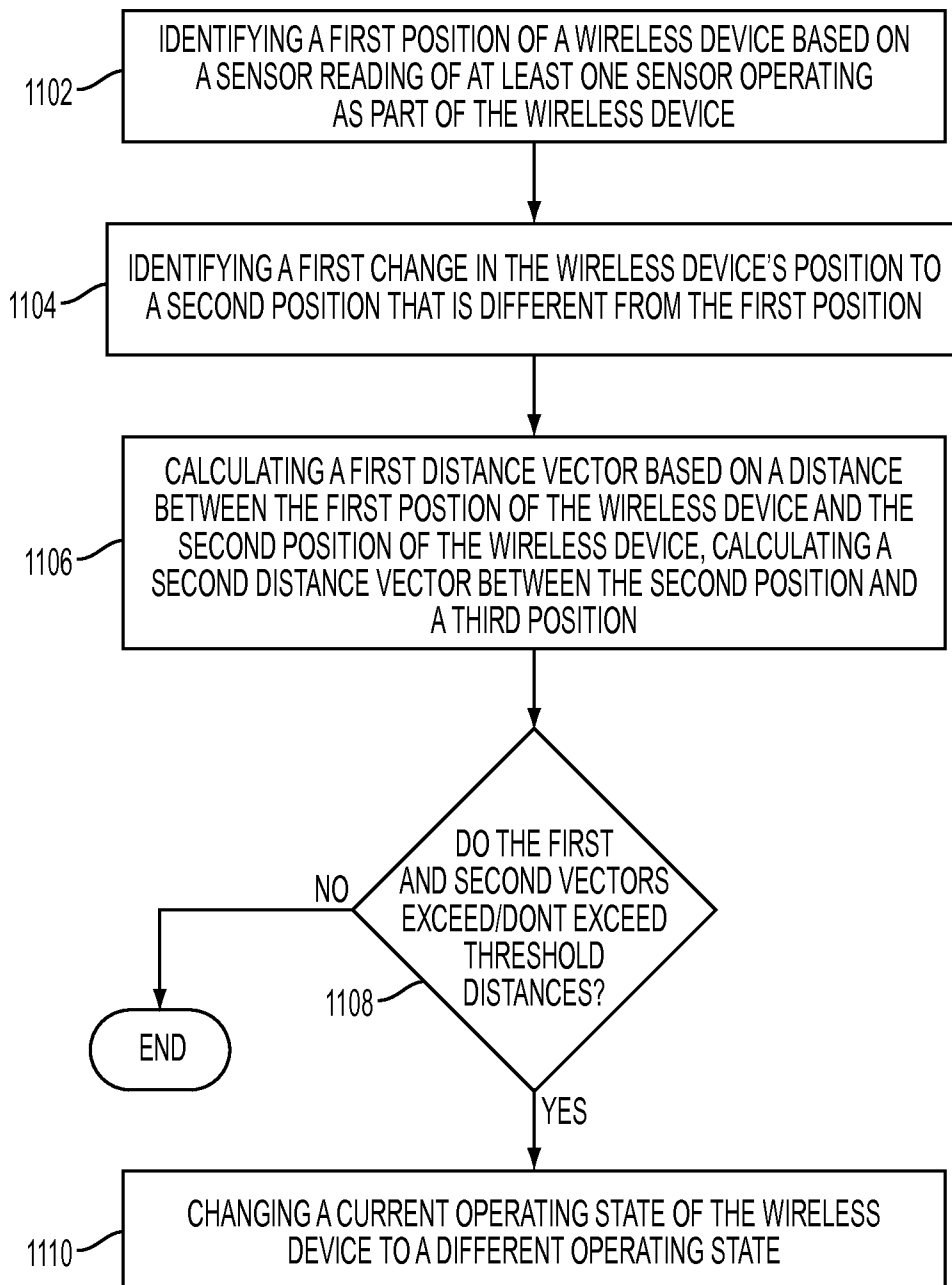 IDENTIFYING A FIRST POSITION OF A WIRELESS DEVICE BASED ON
A SENSOR READING OF AT LEAST ONE SENSOR OPERATING
AS PART OF THE WIRELESS DEVICE
1102
IDENTIFYING A FIRST CHANGE IN THE WIRELESS DEVICE'S POSITION TO
A SECOND POSITION THAT IS DIFFERENT FROM THE FIRST POSITION
1104
CALCULATING A FIRST DISTANCE VECTOR BASED ON A DISTANCE
BETWEEN THE FIRST POSTION OF THE WIRELESS DEVICE AND THE
SECOND POSITION OF THE WIRELESS DEVICE, CALCULATING A
SECOND DISTANCE VECTOR BETWEEN THE SECOND POSITION AND
A THIRD POSITION
1106
DO THE FIRST
AND SECOND VECTORS
EXCEED/DONT EXCEED
THRESHOLD
DISTANCES?
NO
1108
END
YES
CHANGING A CURRENT OPERATING STATE OF THE WIRELESS
DEVICE TO A DIFFERENT OPERATING STATE
1110